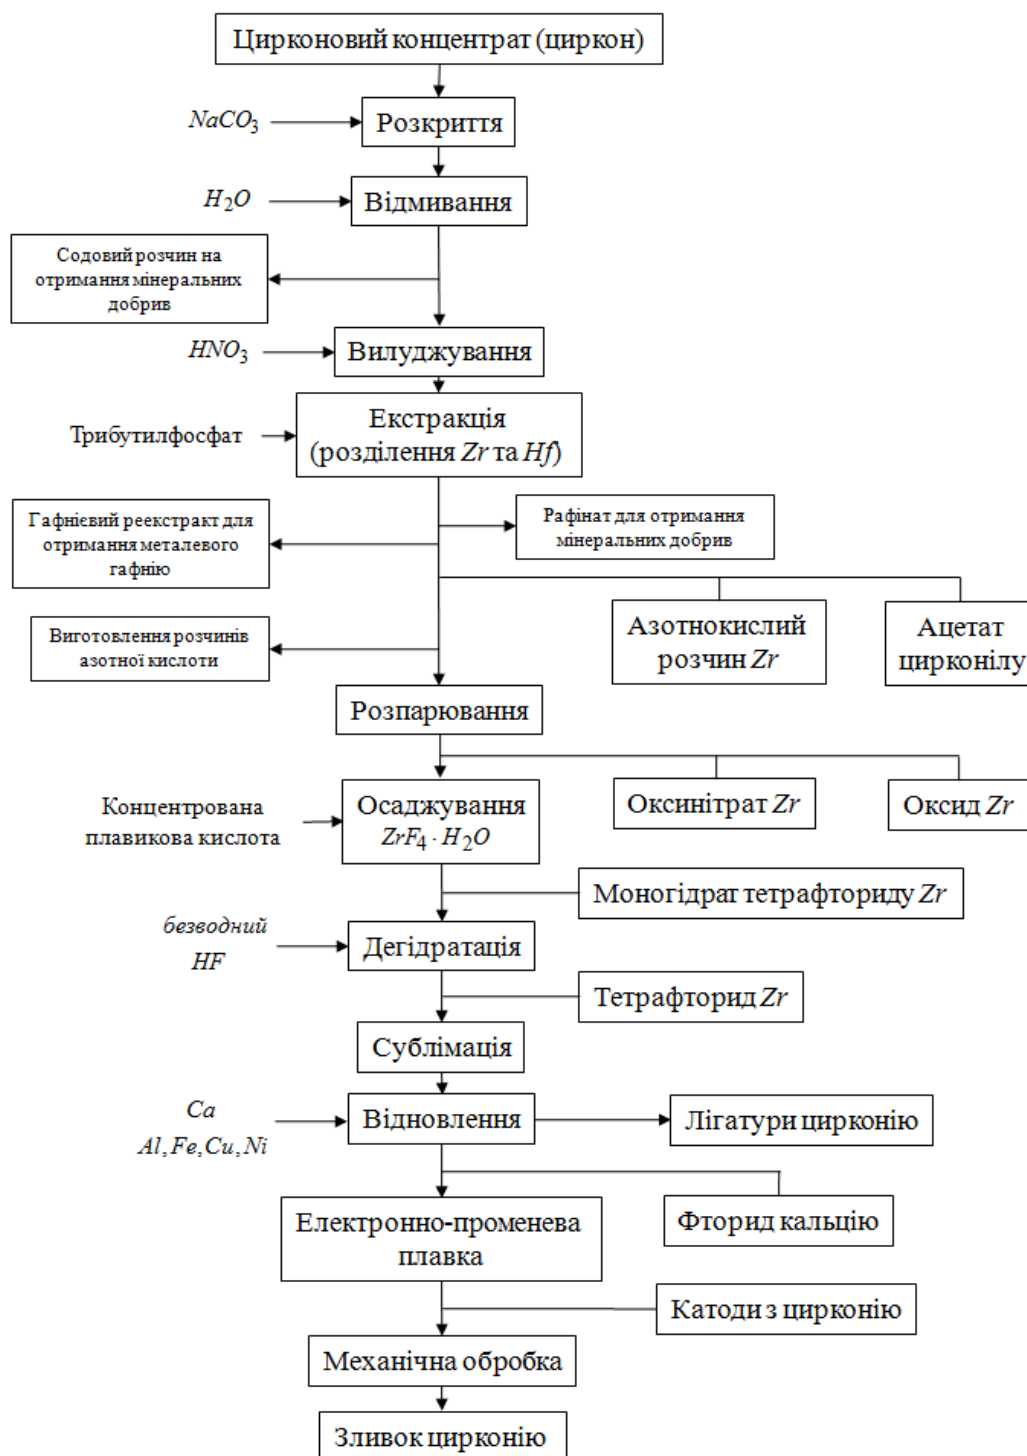 Цирконовий концентрат (циркон)
NaCO3
Розкриття
H2O
Відмивання
Содовий розчин на
отримання мінеральних
добрив
HNO3
Вилуджування
Трибутилфосфат
Екстракція
(розділення Zr та Hf)
Гафнієвий реекстракт для
отримання металевого
гафнію
Рафінат для отримання
мінеральних добрив
Азотнокислий
розчин Zr
Ацетат
цирконілу
Виготовлення розчинів
азотної кислоти
Розпарювання
Оксинітрат Zr
Оксид Zr
Концентрована
плавикова кислота
Осаджування
ZrF4 · H2O
Моногідрат тетрафториду Zr
безводний
HF
Дегідратація
Тетрафторид Zr
Сублімація
Ca
Al, Fe, Cu, Ni
Відновлення
Лігатури цирконію
Фторид кальцію
Електронно-променева
плавка
Катоди з цирконію
Механічна обробка
Зливок цирконію